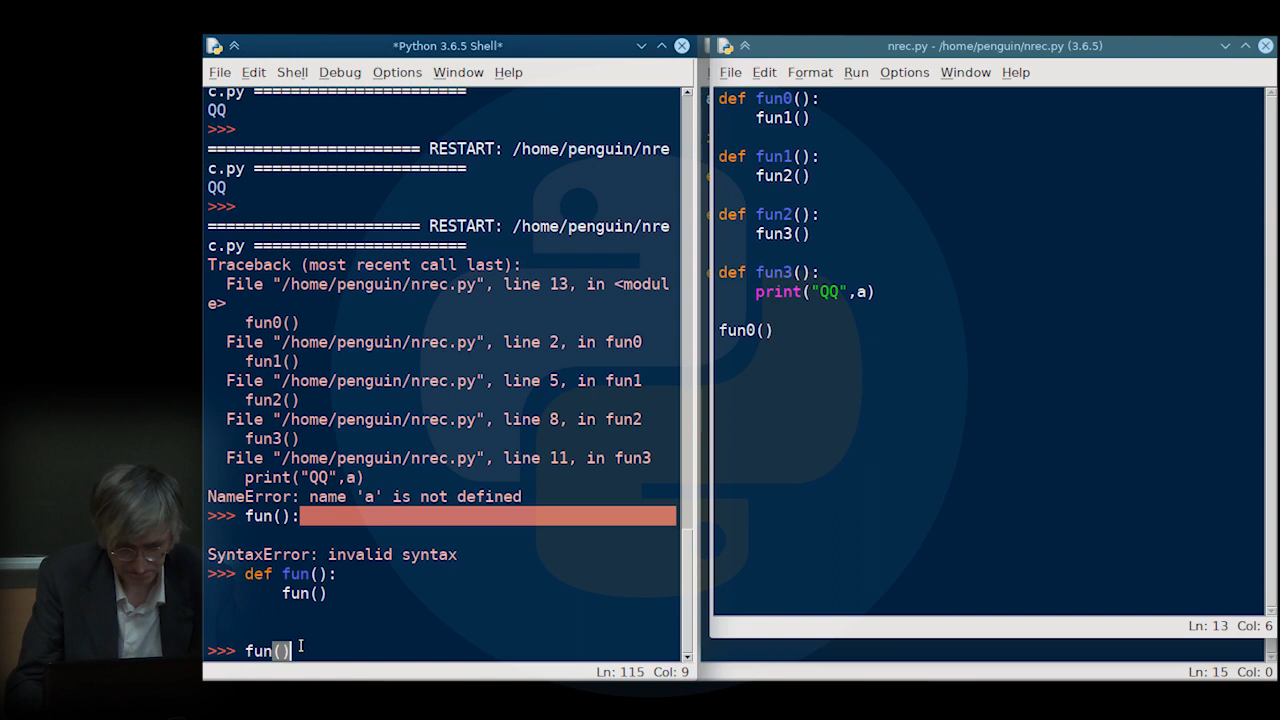 *Python 3.6.5 Shell*
File Edit Shell Debug Options Window Help
c.py =======================
QQ
>>>
======================= RESTART: /home/penguin/nre
c.py =======================
QQ
>>>
======================= RESTART: /home/penguin/nre
c.py =======================
Traceback (most recent call last):
  File "/home/penguin/nrec.py", line 13, in <modul
e>
    fun0()
  File "/home/penguin/nrec.py", line 2, in fun0
    fun1()
  File "/home/penguin/nrec.py", line 5, in fun1
    fun2()
  File "/home/penguin/nrec.py", line 8, in fun2
    fun3()
  File "/home/penguin/nrec.py", line 11, in fun3
    print("QQ",a)
NameError: name 'a' is not defined
>>> fun():
SyntaxError: invalid syntax
>>> def fun():
        fun()
>>> fun()
Ln: 115 Col: 9
nrec.py - /home/penguin/nrec.py (3.6.5)
File Edit Format Run Options Window Help
def fun0():
    fun1()
def fun1():
    fun2()
def fun2():
    fun3()
def fun3():
    print("QQ",a)
fun0()
Ln: 13 Col: 6
Ln: 15 Col: 0